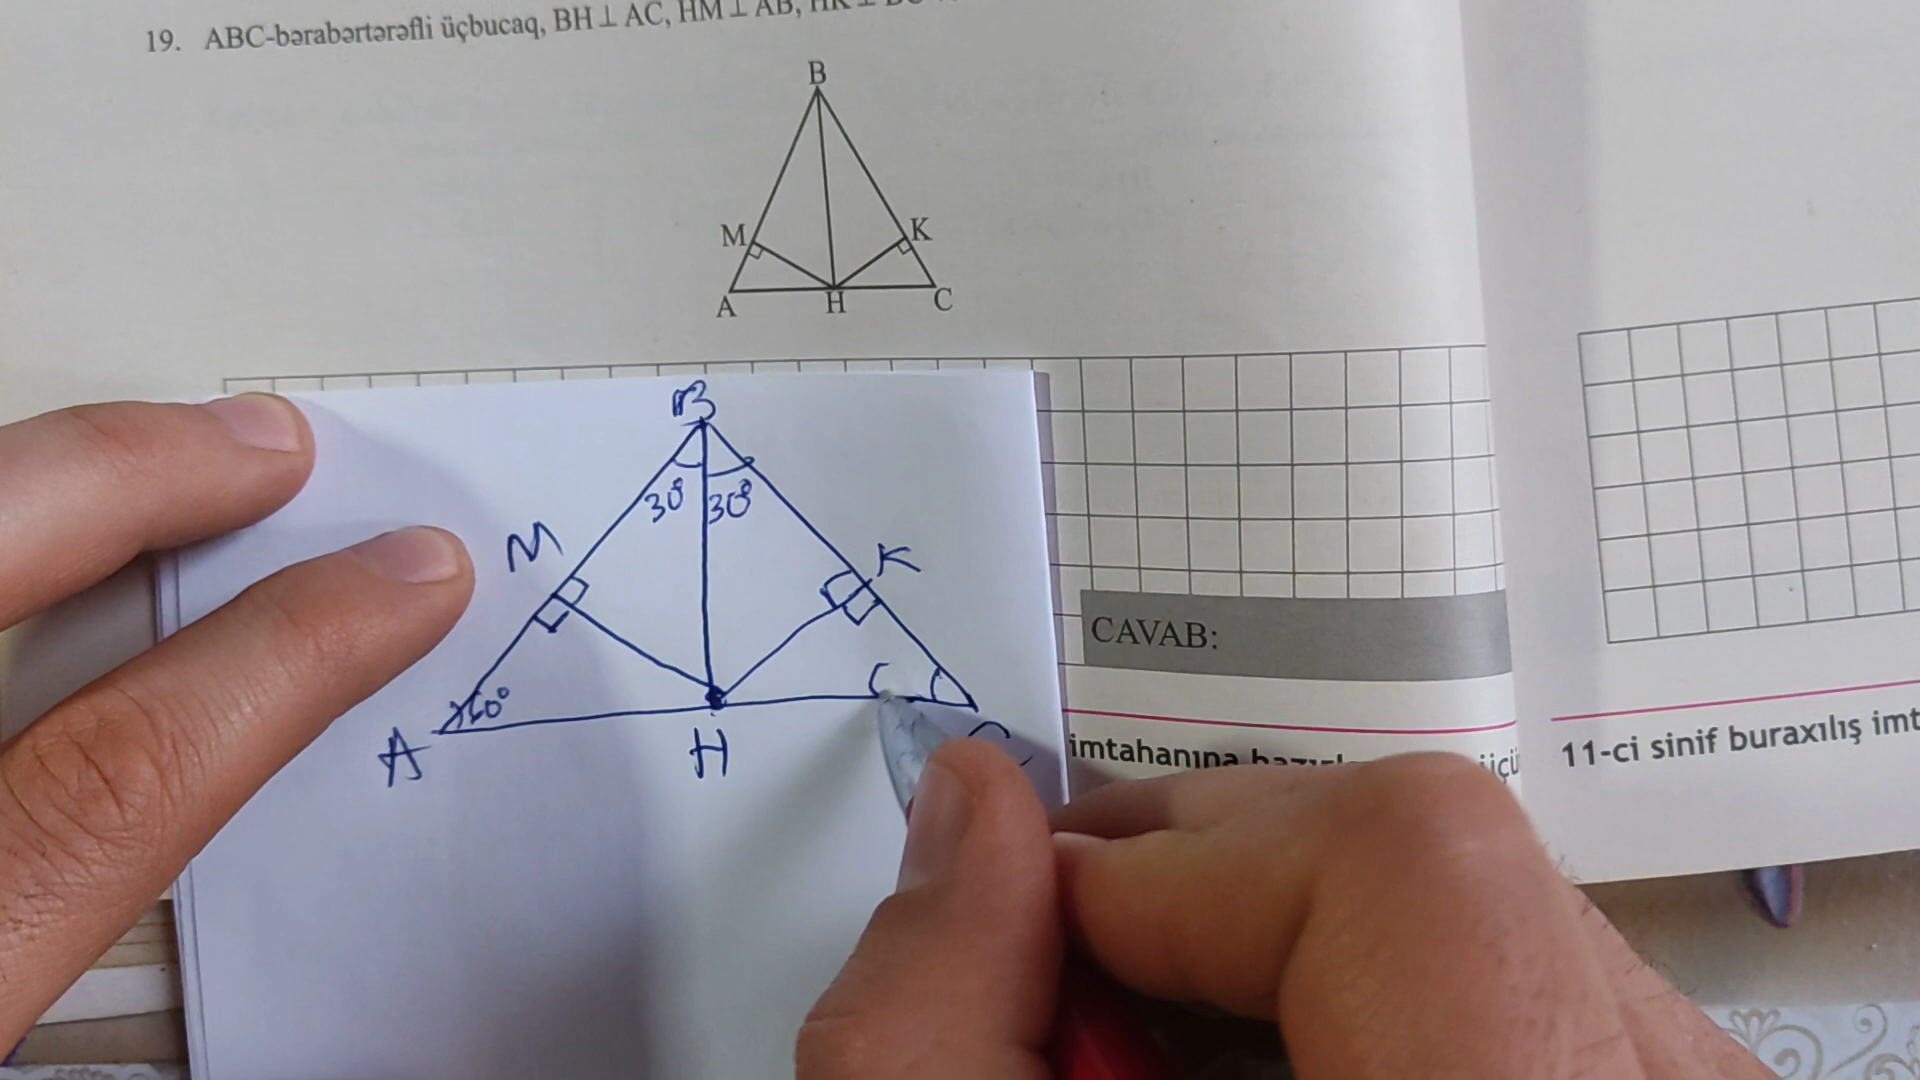 19. ABC-bərabərtərəfli üçbucaq, BH ⊥ AC, HM ⊥ AB,
B
M
K
A
H
C
B
30° 30°
M
K
60°
A
H
CAVAB:
imtahanına
11-ci sinif buraxılış imt